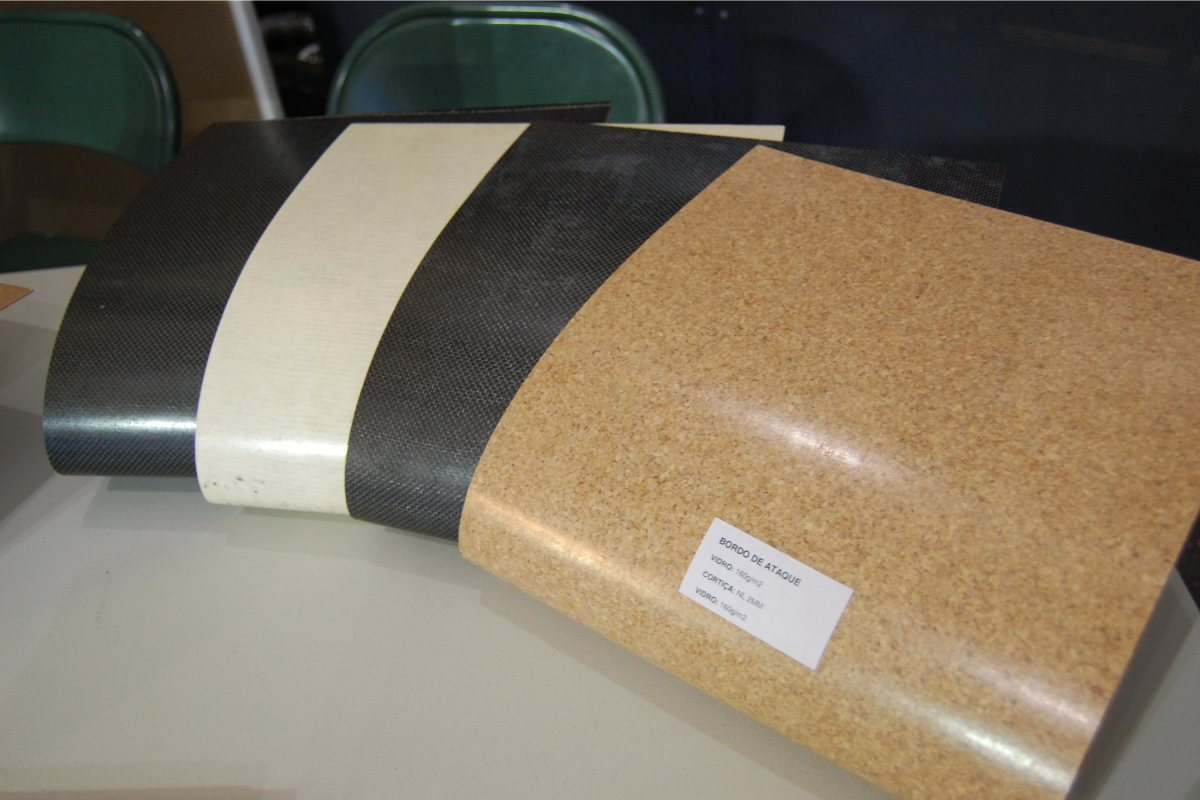 BORDO DE ATAQUE
VIDRO: 160g/m2
CORTIÇA: NL 2MM
VIDRO: 160g/m2